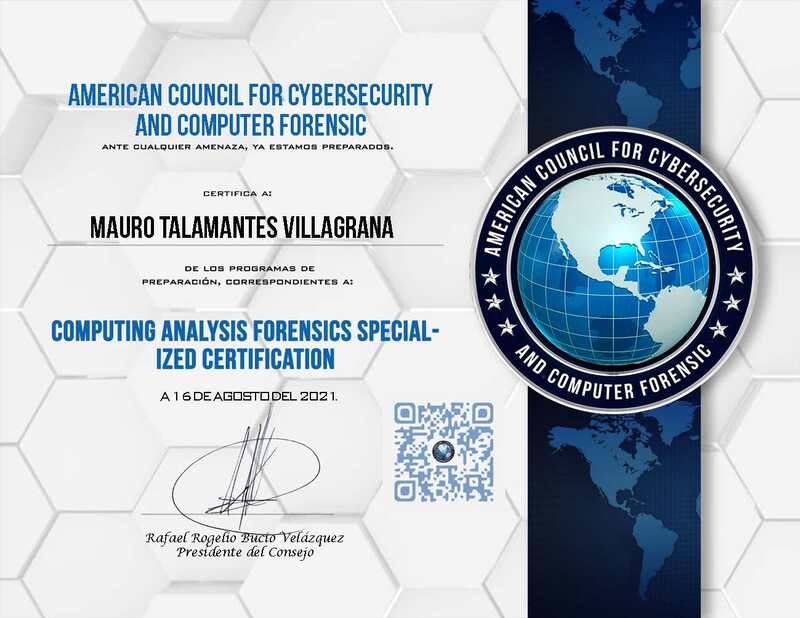 AMERICAN COUNCIL FOR CYBERSECURITY
AND COMPUTER FORENSIC
ANTE CUALQUIER AMENAZA, YA ESTAMOS PREPARADOS.
CERTIFICA A:
MAURO TALAMANTES VILLAGRANA
DE LOS PROGRAMAS DE
PREPARACIÓN, CORRESPONDIENTES A:
COMPUTING ANALYSIS FORENSICS SPECIAL-
IZED CERTIFICATION
A 16 DE AGOSTO DEL 2021.
Rafael Rogelio Bucio Velázquez
Presidente del Consejo
AMERICAN COUNCIL FOR CYBERSECURITY
AND COMPUTER FORENSIC